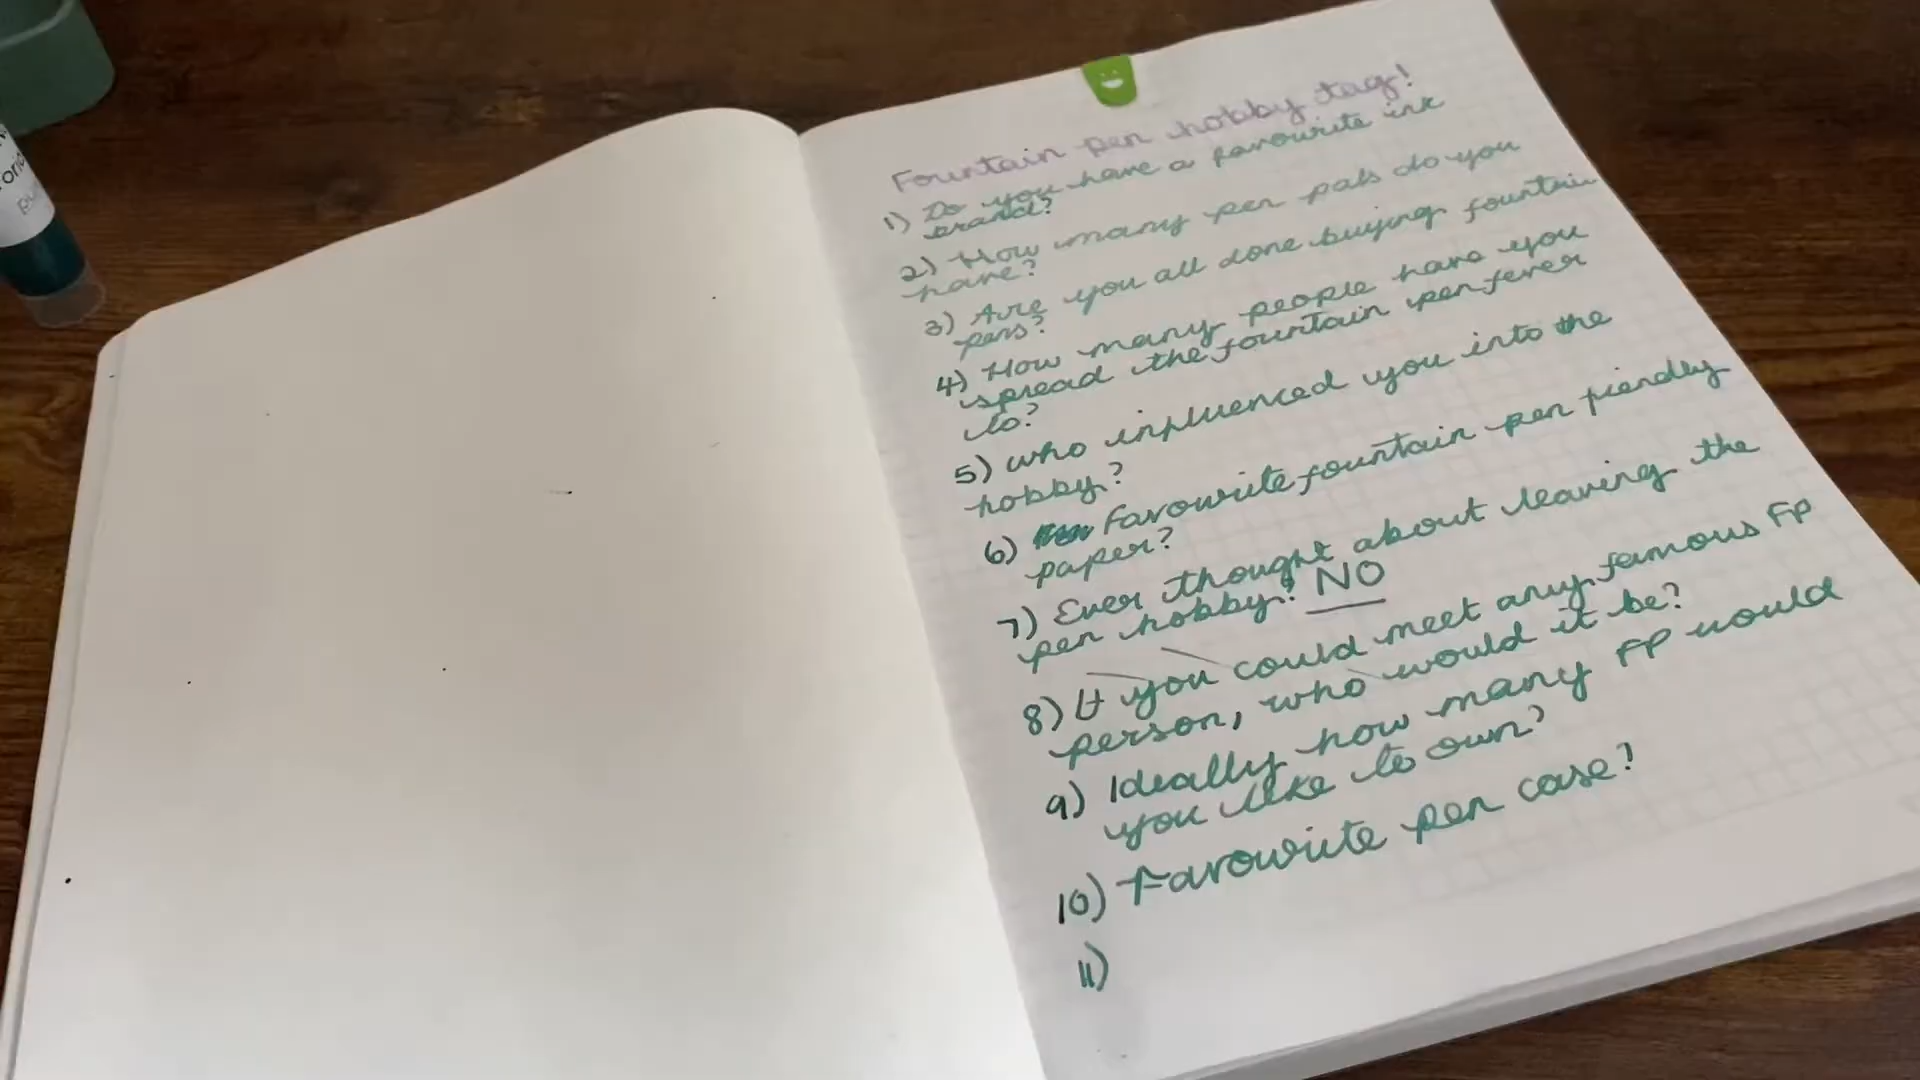 Fountain pen hobby tag!
1) Do you have a favourite ink
brand?
2) How many pen pals do you
have?
3) Are you all done buying fountain
pens?
4) How many people have you
spread the fountain pen fever
to?
5) who influenced you into the
hobby?
6) Favourite fountain pen fiendly
paper?
7) Ever thought about leaving the
pen hobby? NO
8) If you could meet any famous FP
person, who would it be?
9) Ideally how many FP would
you like to own?
10) Favourite pen case?
11)